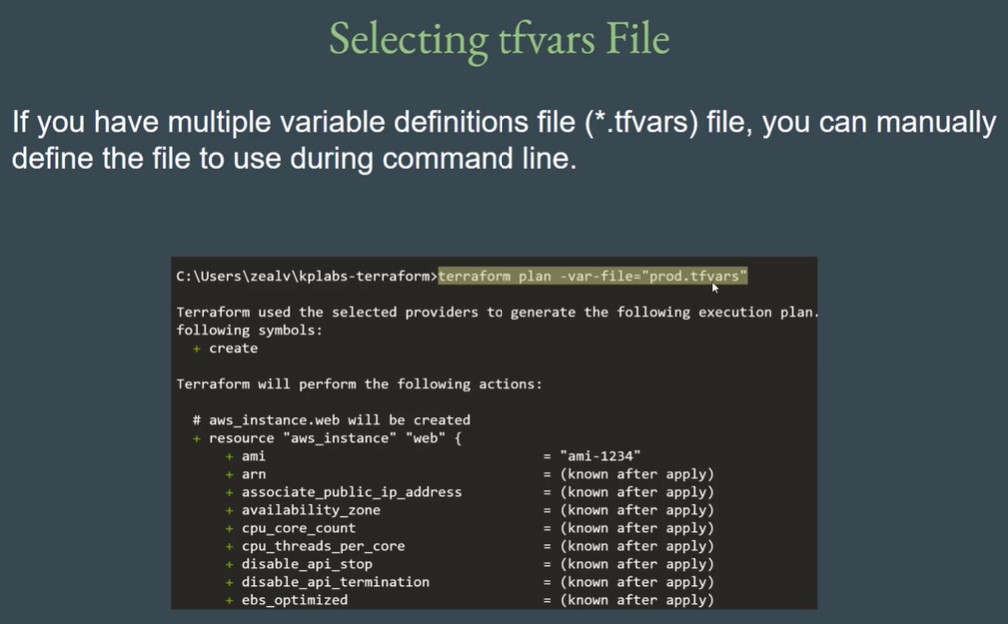 Selecting tfvars File
If you have multiple variable definitions file (*.tfvars) file, you can manually
define the file to use during command line.
C:\Users\zealv\kplabs-terraform>terraform plan -var-file="prod.tfvars"
Terraform used the selected providers to generate the following execution plan.
following symbols:
+ create
Terraform will perform the following actions:
# aws_instance.web will be created
+ resource "aws_instance" "web" {
+ ami = "ami-1234"
+ arn = (known after apply)
+ associate_public_ip_address = (known after apply)
+ availability_zone = (known after apply)
+ cpu_core_count = (known after apply)
+ cpu_threads_per_core = (known after apply)
+ disable_api_stop = (known after apply)
+ disable_api_termination = (known after apply)
+ ebs_optimized = (known after apply)